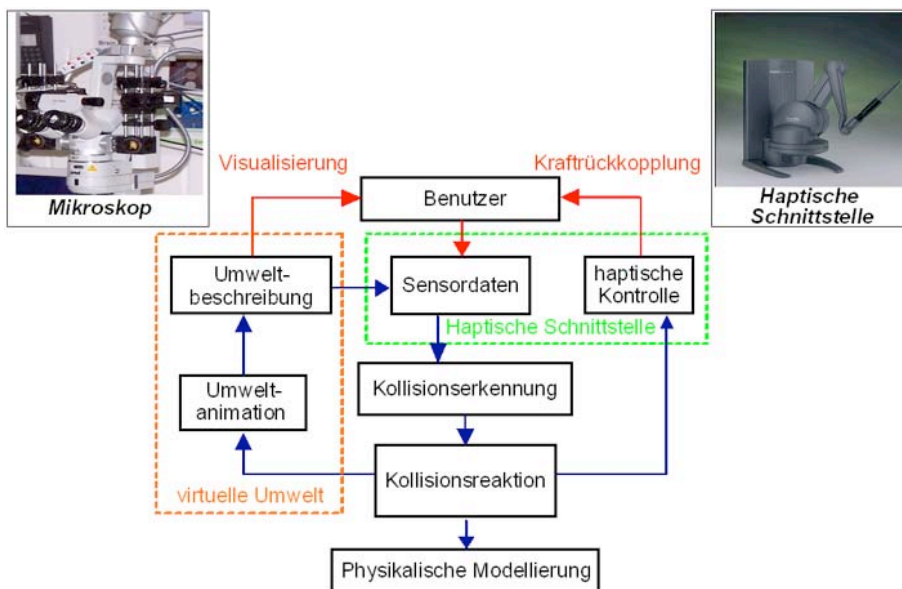 Mikroskop
Haptische
Schnittstelle
Visualisierung
Kraftrückkopplung
Benutzer
Umwelt-
beschreibung
Sensordaten
haptische
Kontrolle
Haptische Schnittstelle
Umwelt-
animation
Kollisionserkennung
Kollisionsreaktion
virtuelle Umwelt
Physikalische Modellierung